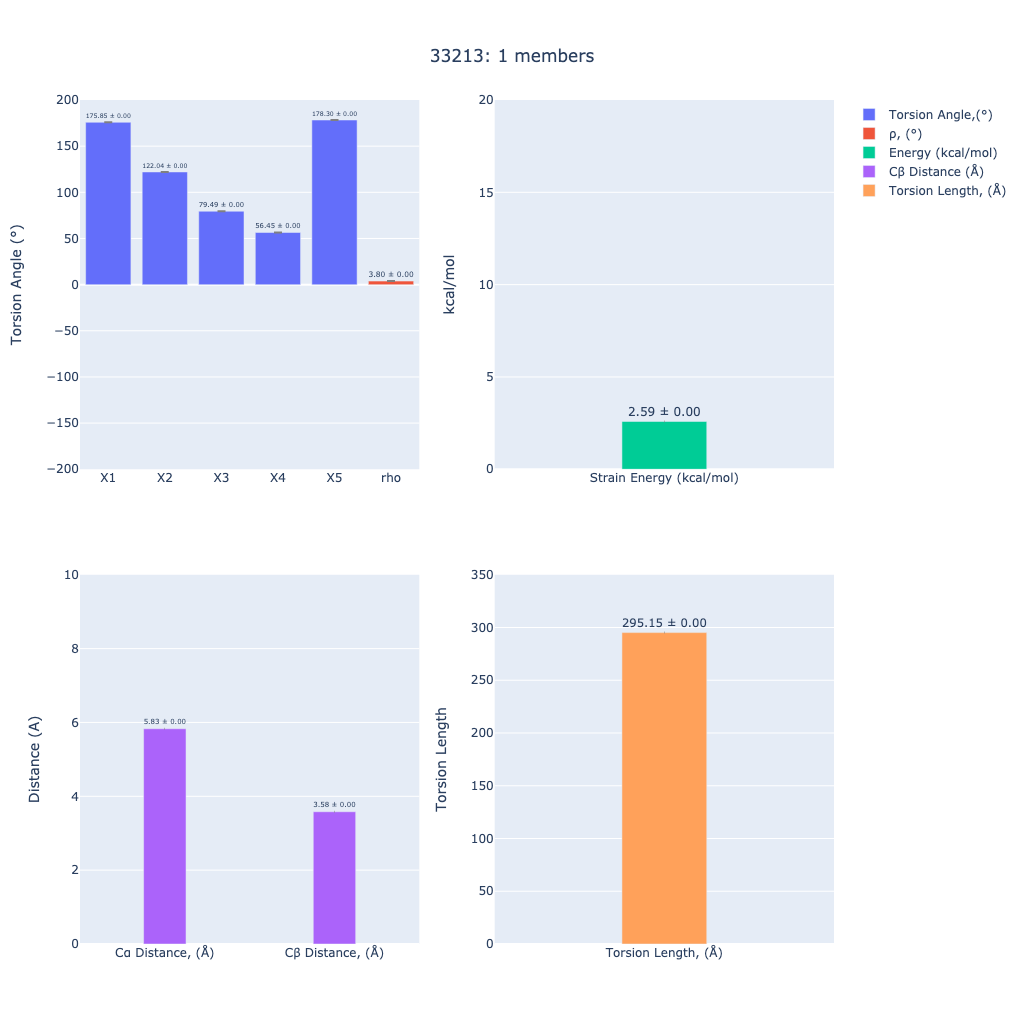 33213: 1 members
200
150
100
50
0
−50
−100
−150
−200
Torsion Angle (°)
175.85 ± 0.00
122.04 ± 0.00
79.49 ± 0.00
56.45 ± 0.00
178.30 ± 0.00
3.80 ± 0.00
X1 X2 X3 X4 X5 rho
20
15
10
5
0
kcal/mol
2.59 ± 0.00
Strain Energy (kcal/mol)
Torsion Angle,(°)
ρ, (°)
Energy (kcal/mol)
Cβ Distance (Å)
Torsion Length, (Å)
10
8
6
4
2
0
Distance (A)
5.83 ± 0.00
3.58 ± 0.00
Cα Distance, (Å) Cβ Distance, (Å)
350
300
250
200
150
100
50
0
Torsion Length
295.15 ± 0.00
Torsion Length, (Å)